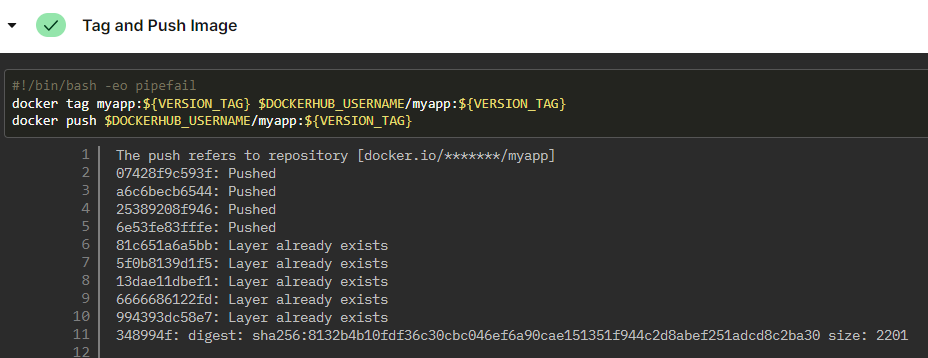 Tag and Push Image
#!/bin/bash -eo pipefail
docker tag myapp:${VERSION_TAG} $DOCKERHUB_USERNAME/myapp:${VERSION_TAG}
docker push $DOCKERHUB_USERNAME/myapp:${VERSION_TAG}
1 The push refers to repository [docker.io/*******/myapp]
2 07428f9c593f: Pushed
3 a6c6becb6544: Pushed
4 25389208f946: Pushed
5 6e53fe83fffe: Pushed
6 81c651a6a5bb: Layer already exists
7 5f0b8139d1f5: Layer already exists
8 13dae11dbef1: Layer already exists
9 6666686122fd: Layer already exists
10 994393dc58e7: Layer already exists
11 348994f: digest: sha256:8132b4b10fdf36c30cbc046ef6a90cae151351f944c2d8abef251adcd8c2ba30 size: 2201
12